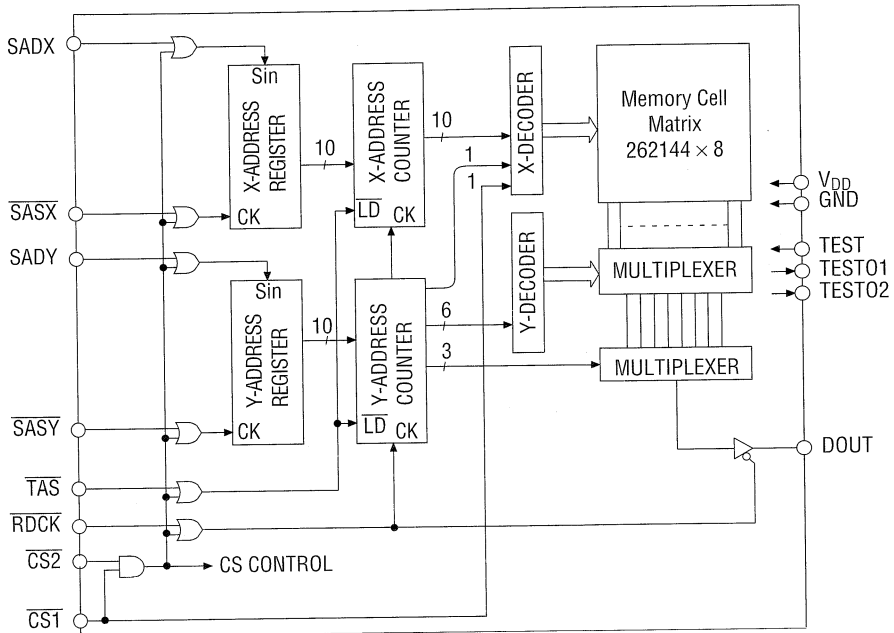 SADX
Sin
X-ADDRESS
REGISTER
CK
10
X-ADDRESS
COUNTER
LD
CK
10
1
1
X-DECODER
Memory Cell
Matrix
262144 × 8
VDD
GND
TEST
TESTO1
TESTO2
SASX
SADY
Sin
Y-ADDRESS
REGISTER
CK
10
Y-ADDRESS
COUNTER
LD
CK
6
3
Y-DECODER
MULTIPLEXER
MULTIPLEXER
DOUT
SASY
TAS
RDCK
CS2
CS CONTROL
CS1